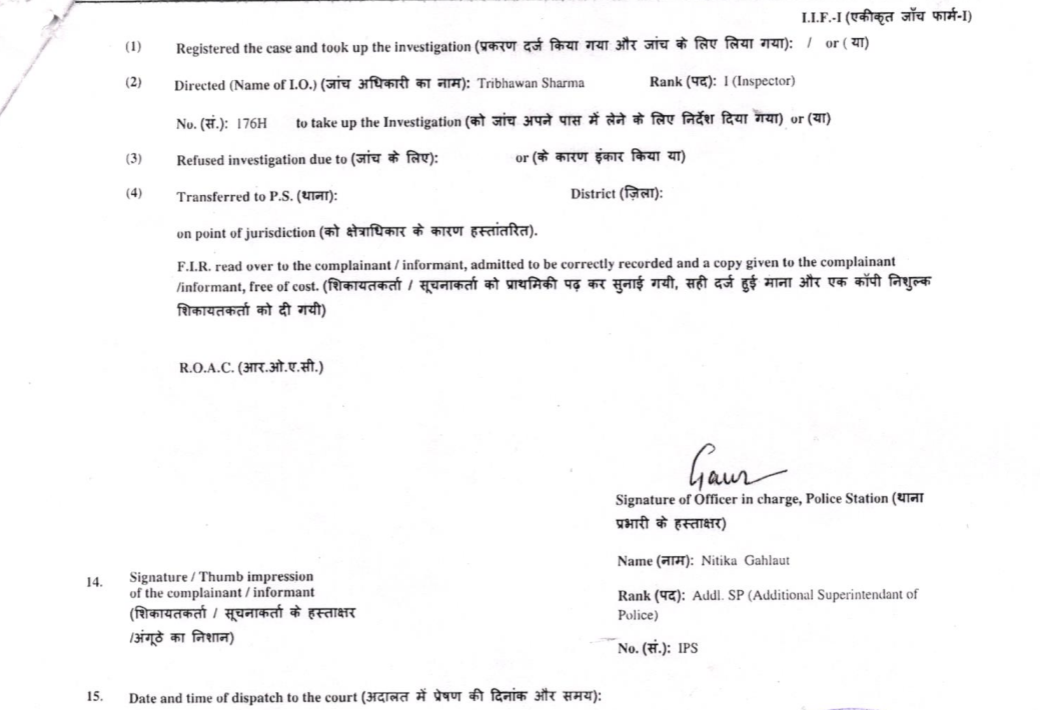 I.I.F.-I (एकीकृत जाँच फार्म-I)
(1) Registered the case and took up the investigation (प्रकरण दर्ज किया गया और जांच के लिए लिया गया): / or ( या)
(2) Directed (Name of I.O.) (जांच अधिकारी का नाम): Tribhawan Sharma Rank (पद): I (Inspector)
No. (सं.): 176H to take up the Investigation (को जांच अपने पास में लेने के लिए निर्देश दिया गया) or (या)
(3) Refused investigation due to (जांच के लिए): or (के कारण इंकार किया या)
(4) Transferred to P.S. (थाना): District (ज़िला):
on point of jurisdiction (को क्षेत्राधिकार के कारण हस्तांतरित).
F.I.R. read over to the complainant / informant, admitted to be correctly recorded and a copy given to the complainant
/informant, free of cost. (शिकायतकर्ता / सूचनाकर्ता को प्राथमिकी पढ़ कर सुनाई गयी, सही दर्ज हुई माना और एक कॉपी निशुल्क
शिकायतकर्ता को दी गयी)
R.O.A.C. (आर.ओ.ए.सी.)
Gaur
Signature of Officer in charge, Police Station (थाना
प्रभारी के हस्ताक्षर)
Name (नाम): Nitika Gahlaut
14. Signature / Thumb impression
of the complainant / informant
(शिकायतकर्ता / सूचनाकर्ता के हस्ताक्षर
/अंगूठे का निशान)
Rank (पद): Addl. SP (Additional Superintendant of
Police)
No. (सं.): IPS
15. Date and time of dispatch to the court (अदालत में प्रेषण की दिनांक और समय):